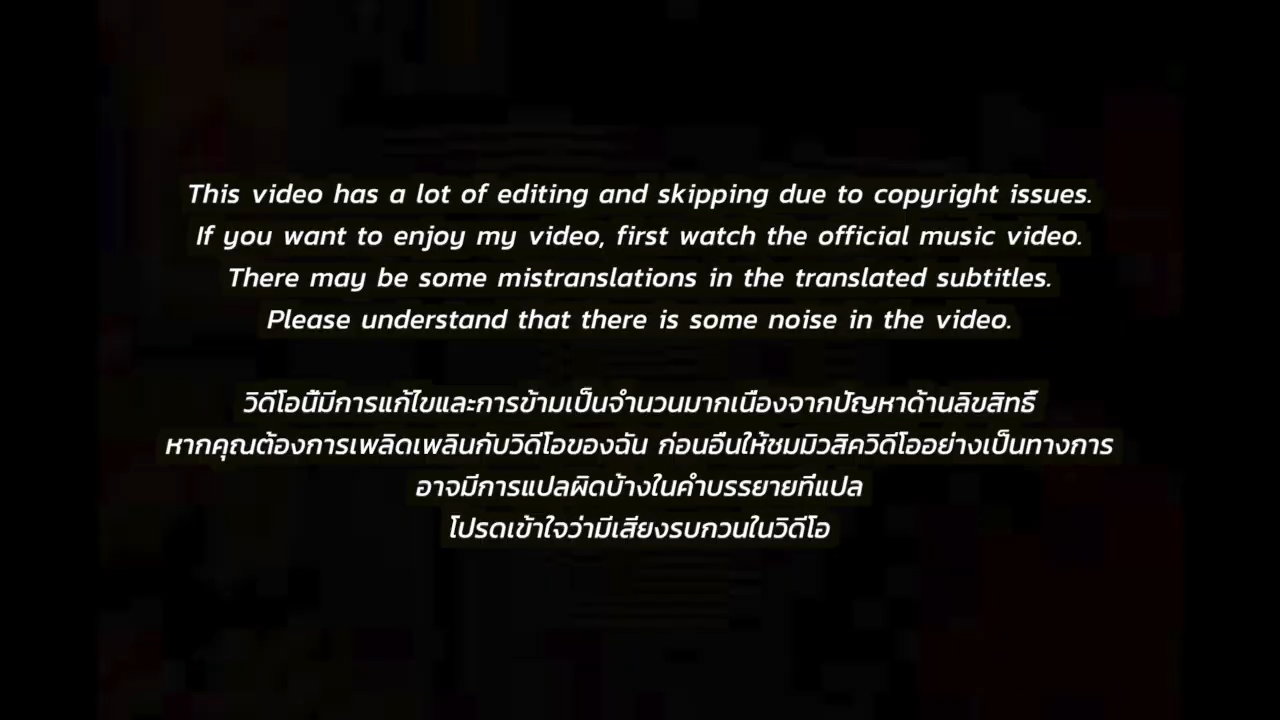 This video has a lot of editing and skipping due to copyright issues.
If you want to enjoy my video, first watch the official music video.
There may be some mistranslations in the translated subtitles.
Please understand that there is some noise in the video.
วิดีโอนี้มีการแก้ไขและการข้ามเป็นจำนวนมากเนื่องจากปัญหาด้านลิขสิทธิ์
หากคุณต้องการเพลิดเพลินกับวิดีโอของฉัน ก่อนอื่นให้ชมมิวสิควิดีโออย่างเป็นทางการ
อาจมีการแปลผิดบ้างในคำบรรยายที่แปล
โปรดเข้าใจว่ามีเสียงรบกวนในวิดีโอ